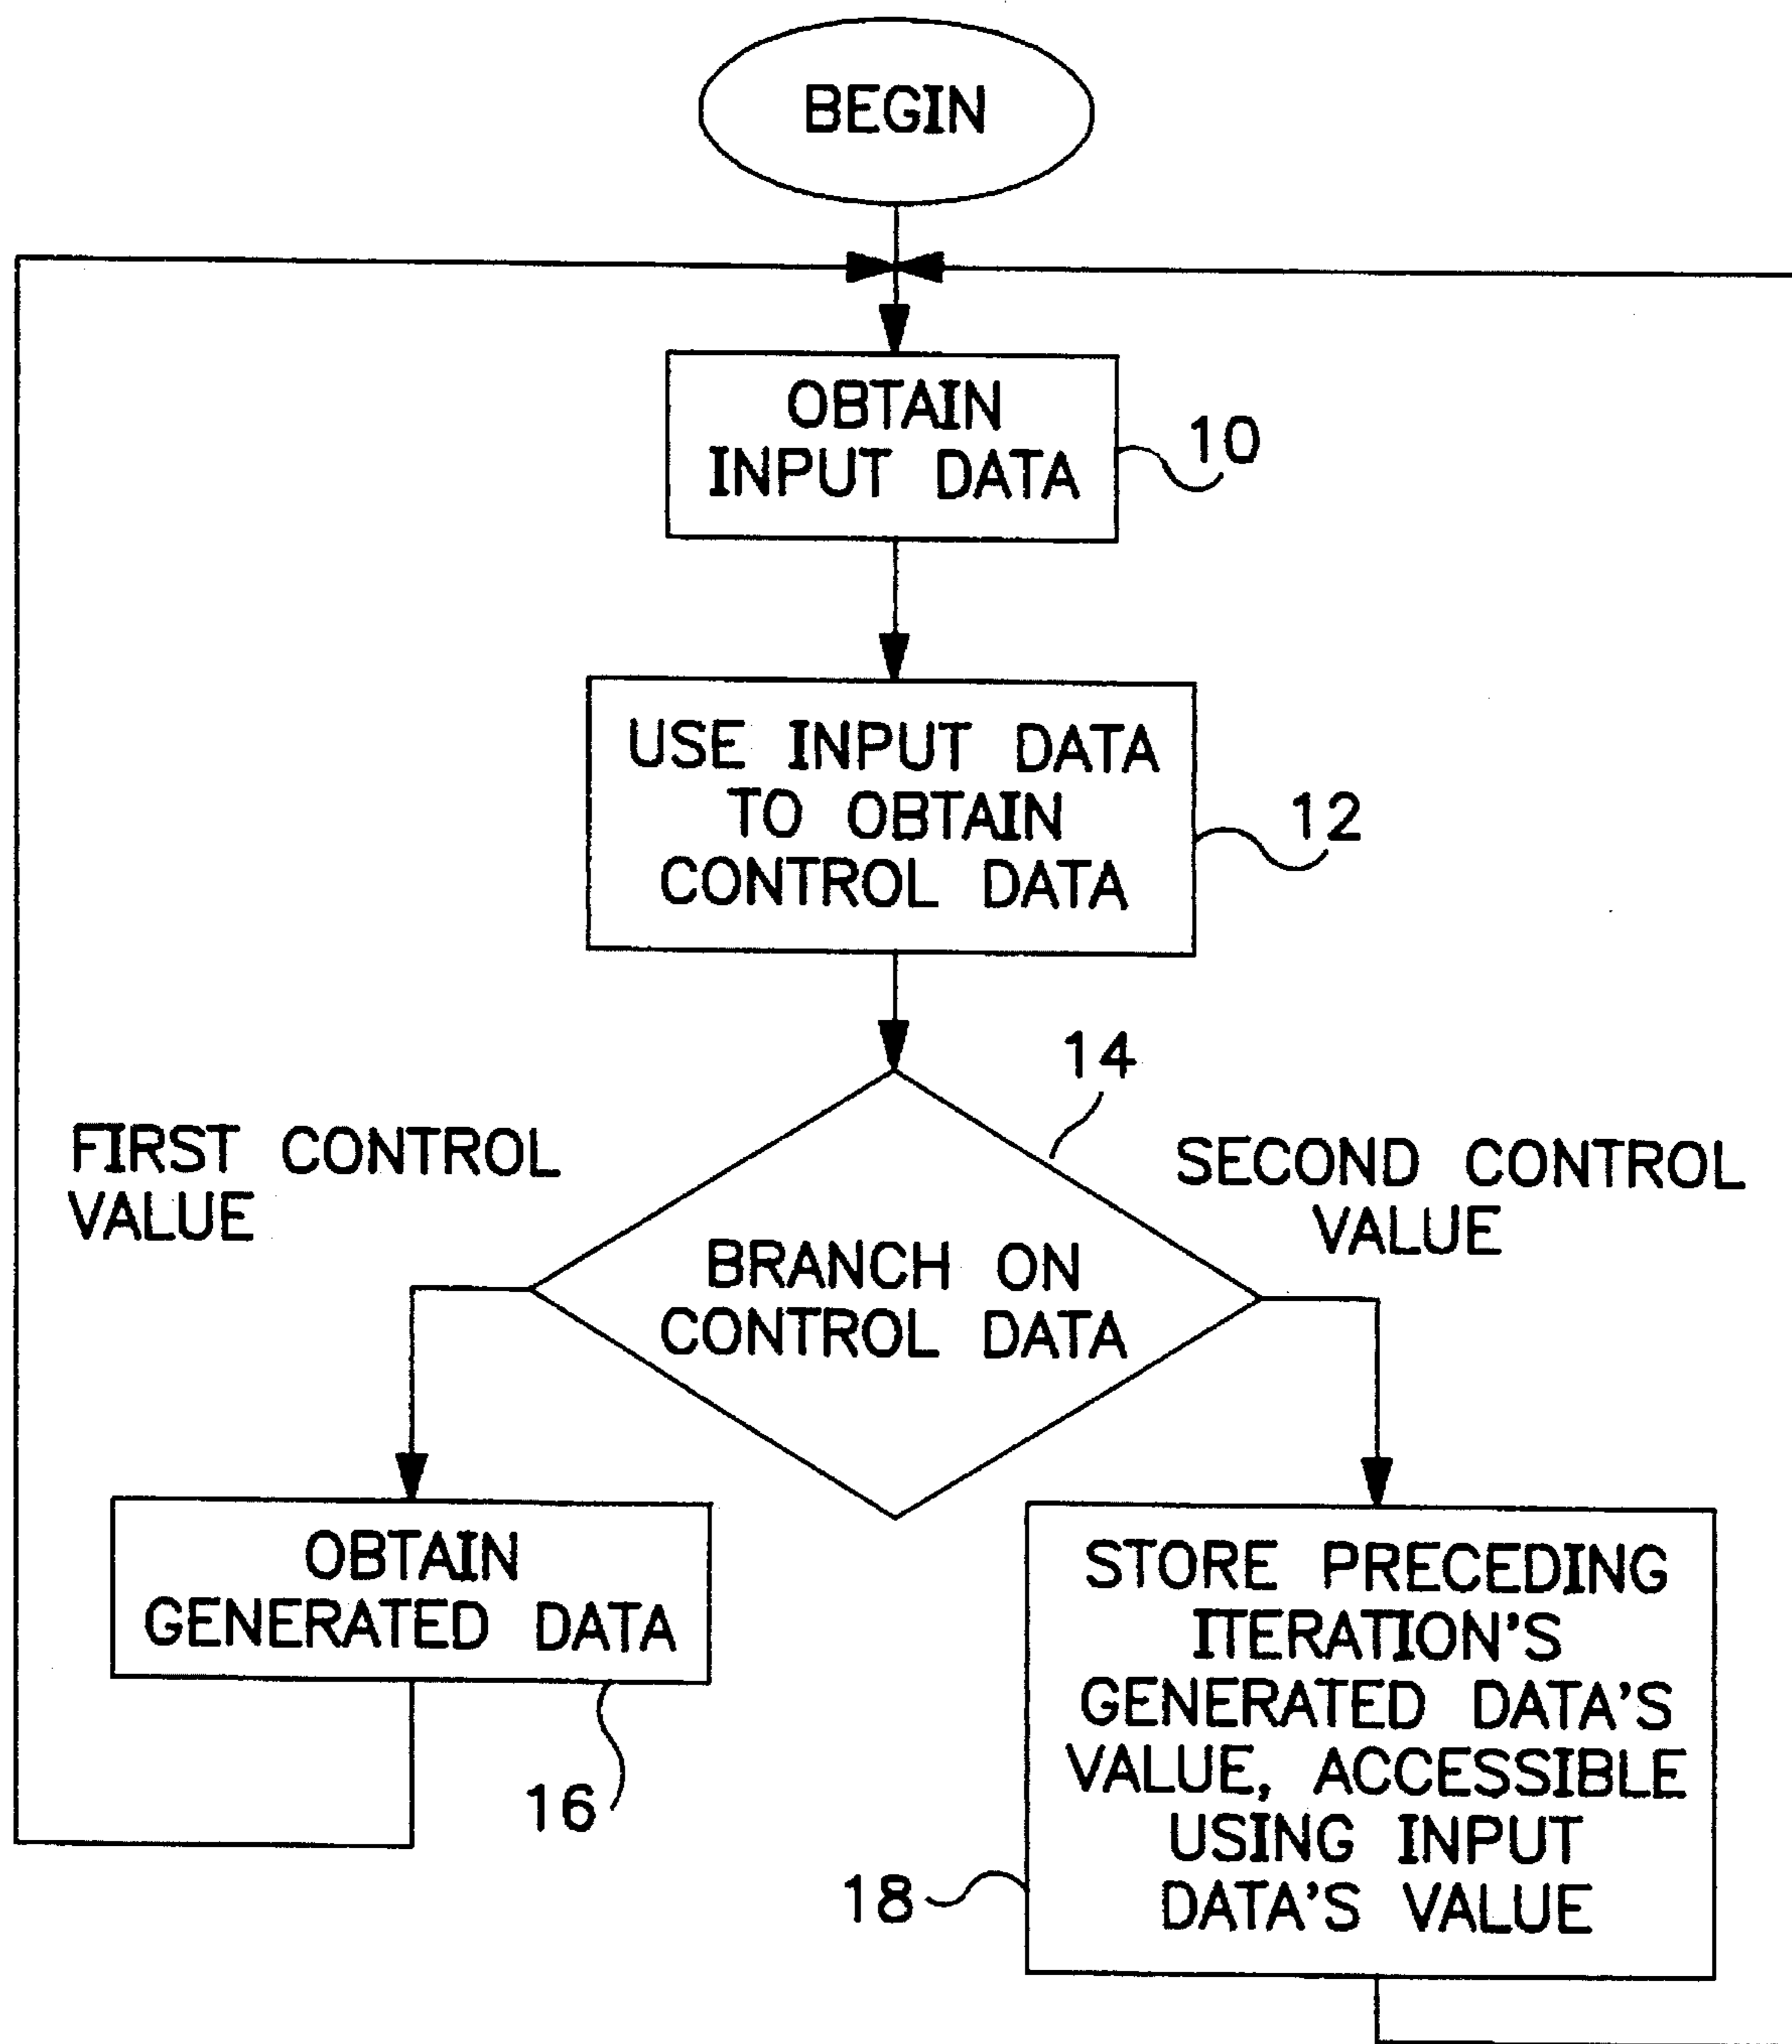 BEGIN
OBTAIN
INPUT DATA
10
USE INPUT DATA
TO OBTAIN
CONTROL DATA
12
14
FIRST CONTROL
VALUE
SECOND CONTROL
VALUE
BRANCH ON
CONTROL DATA
OBTAIN
GENERATED DATA
16
STORE PRECEDING
ITERATION'S
GENERATED DATA'S
VALUE, ACCESSIBLE
USING INPUT
DATA'S VALUE
18